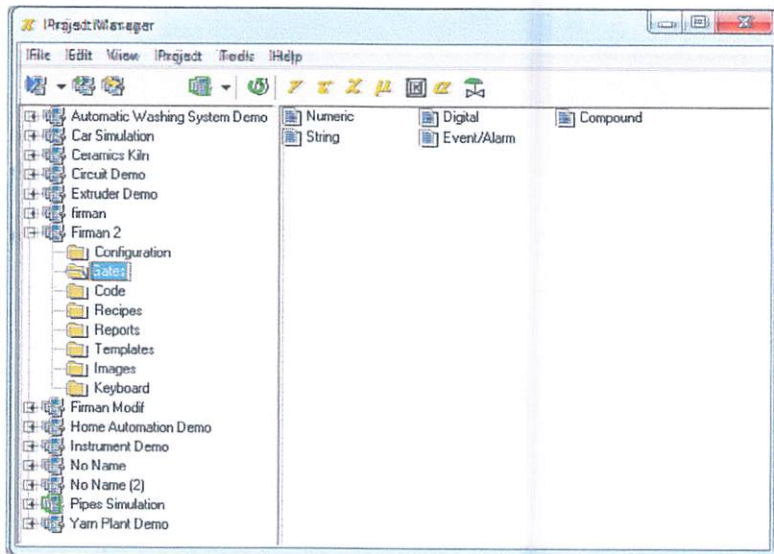 Project Manager
File Edit View Project Tools Help
Automatic Washing System Demo
Car Simulation
Ceramics Kiln
Circuit Demo
Extruder Demo
firman
Firman 2
Configuration
Gates
Code
Recipes
Reports
Templates
Images
Keyboard
Firman Modif
Home Automation Demo
Instrument Demo
No Name
No Name (2)
Pipes Simulation
Yarn Plant Demo
Numeric Digital Compound
String Event/Alarm